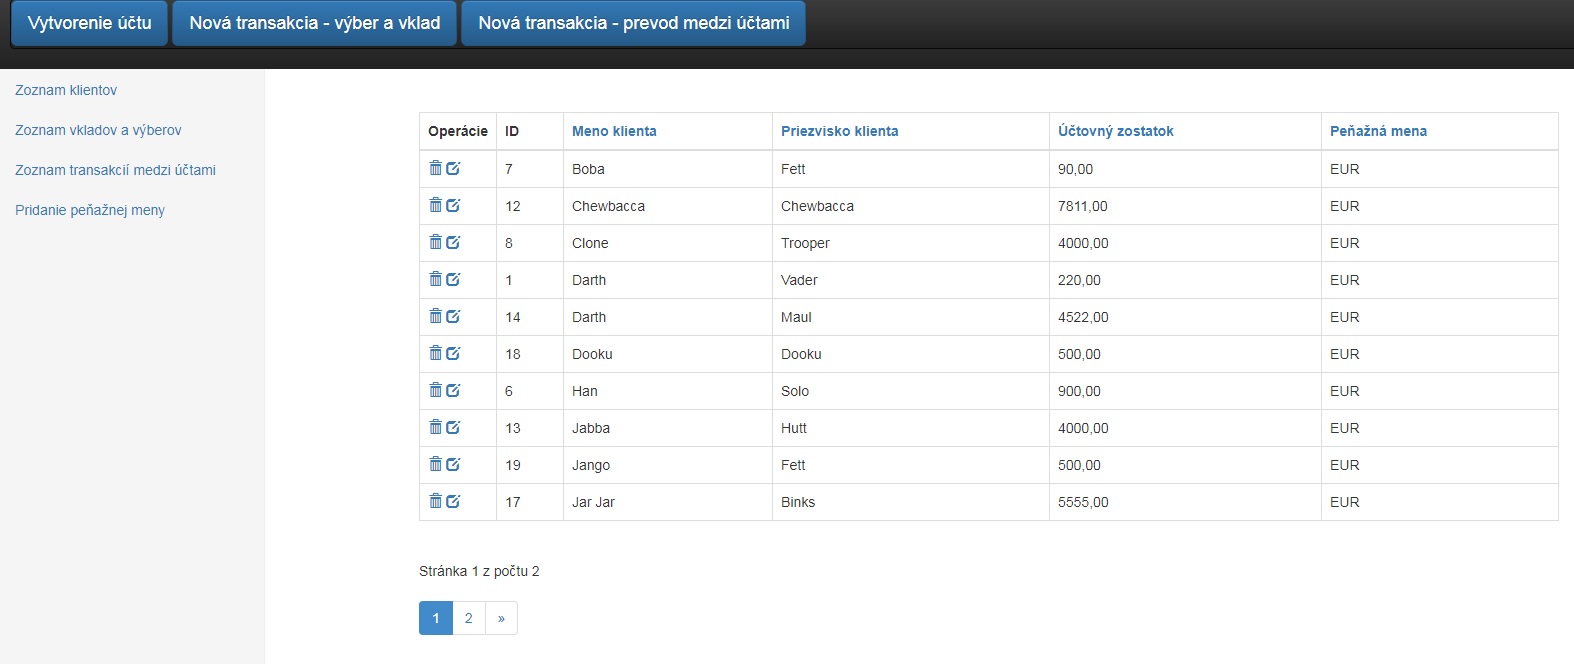 Vytvorenie účtu Nová transakcia - výber a vklad Nová transakcia - prevod medzi účtami
Zoznam klientov
Zoznam vkladov a výberov
Zoznam transakcií medzi účtami
Pridanie peňažnej meny
Operácie ID Meno klienta Priezvisko klienta Účtovný zostatok Peňažná mena
7 Boba Fett 90,00 EUR
12 Chewbacca Chewbacca 7811,00 EUR
8 Clone Trooper 4000,00 EUR
1 Darth Vader 220,00 EUR
14 Darth Maul 4522,00 EUR
18 Dooku Dooku 500,00 EUR
6 Han Solo 900,00 EUR
13 Jabba Hutt 4000,00 EUR
19 Jango Fett 500,00 EUR
17 Jar Jar Binks 5555,00 EUR
Stránka 1 z počtu 2
1 2 »